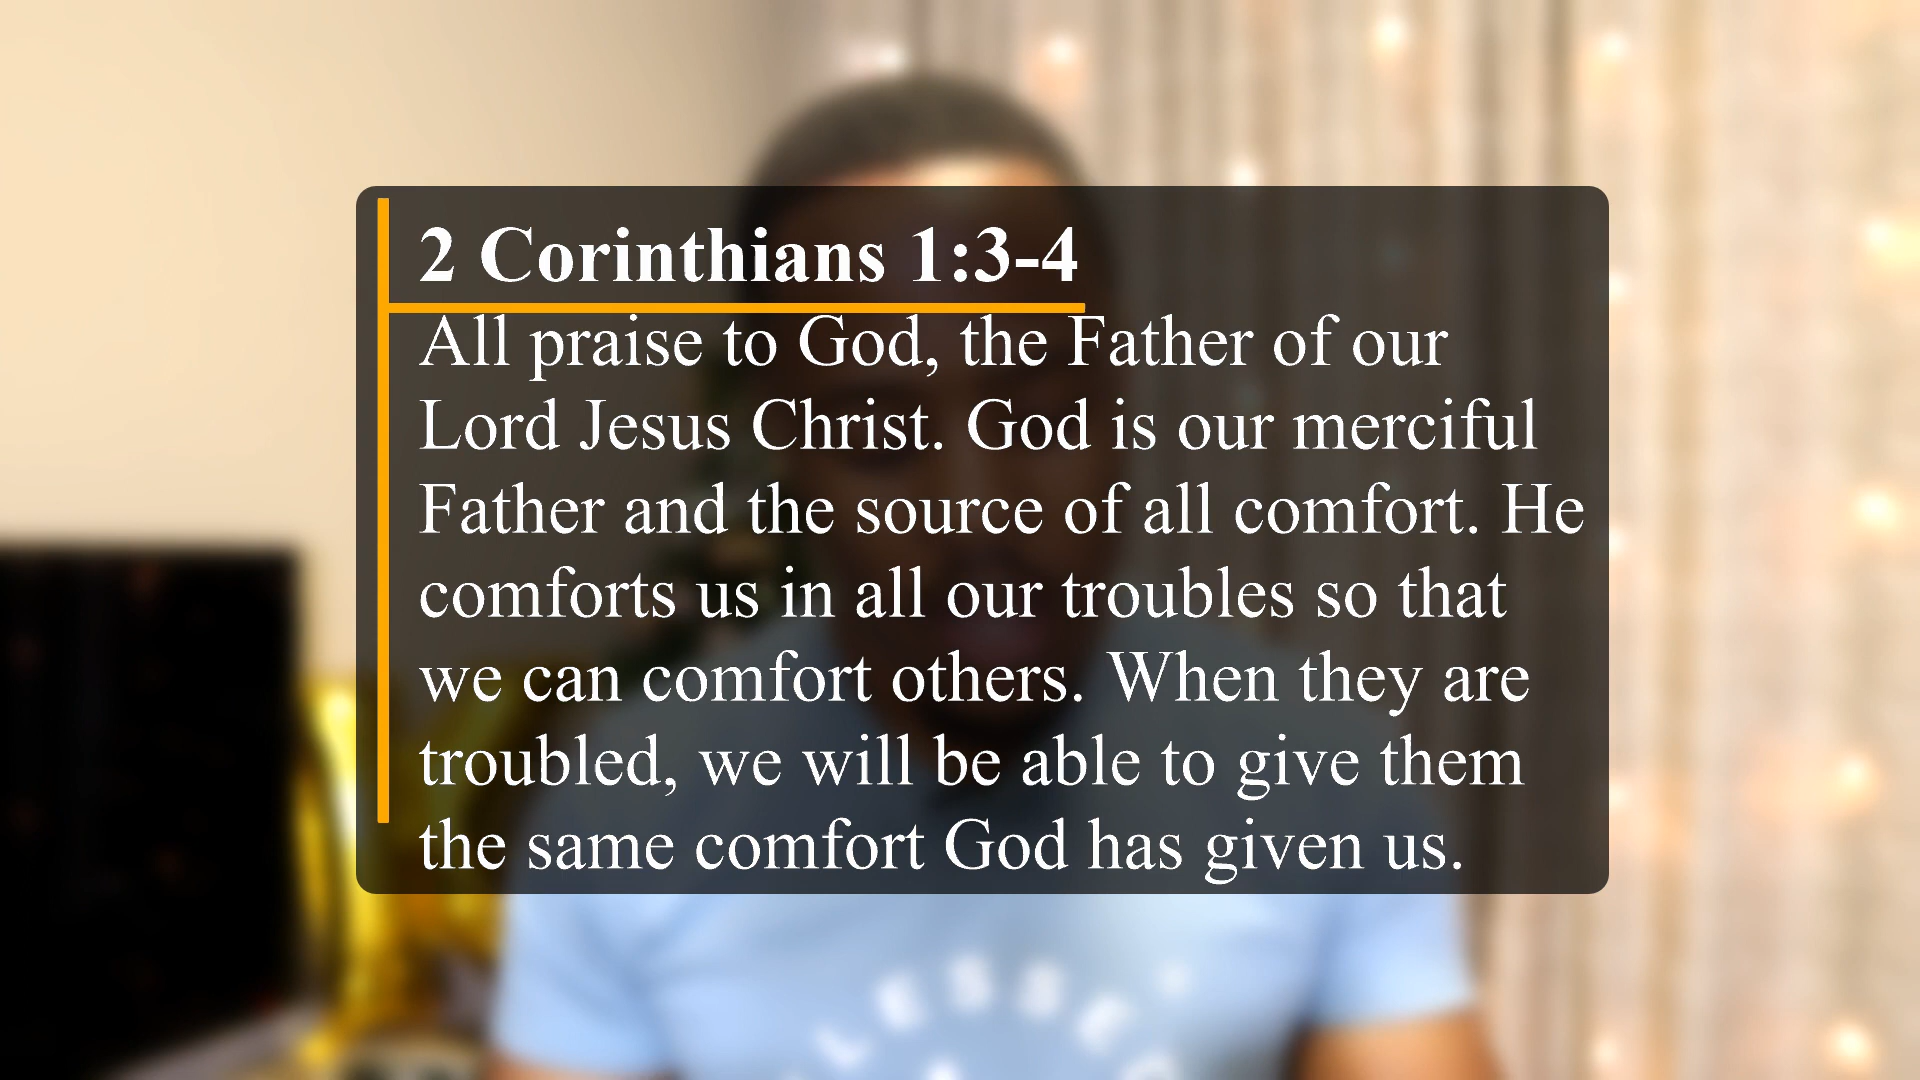 2 Corinthians 1:3-4
All praise to God, the Father of our
Lord Jesus Christ. God is our merciful
Father and the source of all comfort. He
comforts us in all our troubles so that
we can comfort others. When they are
troubled, we will be able to give them
the same comfort God has given us.
BLESSED